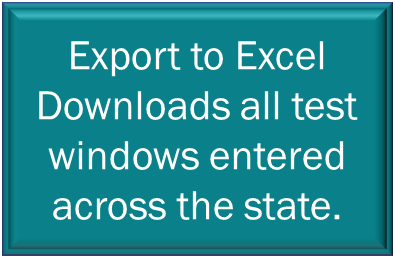 Export to Excel
Downloads all test
windows entered
across the state.